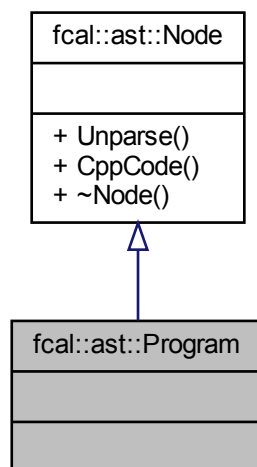 fcal::ast::Node
+ Unparse()
+ CppCode()
+ ~Node()
fcal::ast::Program